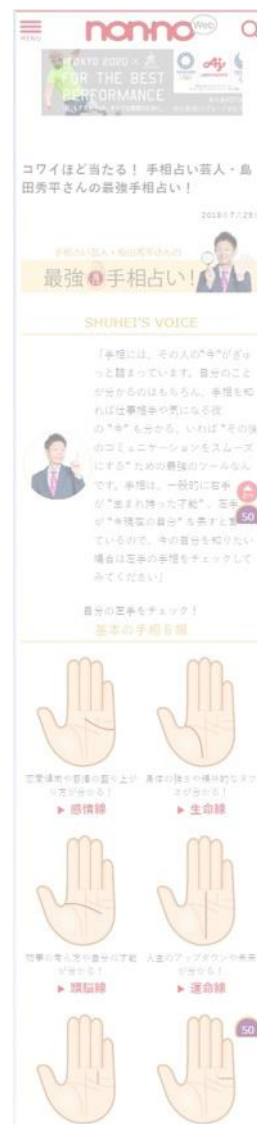 MENU
non-no Web
TOKYO 2020 ×
FOR THE BEST
PERFORMANCE
コワイほど当たる！ 手相占い芸人・島
田秀平さんの最強手相占い！
手相占い芸人・島田秀平さんの
最強手相占い！
SHUHEI'S VOICE
「手相には、その人の“今”がぎゅ
っと詰まっています。自分のこと
が分かるのはもちろん、手相を知
れば仕事相手や気になる彼
の“今”も分かる、いわば“その後
のコミュニケーションをスムーズ
にする”ための最強のツールなん
です。手相は、一般的に右手
が“生まれ持った才能”、左手
が“今現在の自分”を表すと言
ているので、今の自分を知りたい
場合は左手の手相をチェックして
みてください」
50
自分の左手をチェック！
基本の手相６線
恋愛傾向や感情の盛り上が
り方が分かる！
▶ 感情線
身体の強さや精神的なタフ
さが分かる！
▶ 生命線
物事の考え方や自分の才能
が分かる！
▶ 頭脳線
人生のアップダウンや未来
が分かる！
▶ 運命線
50